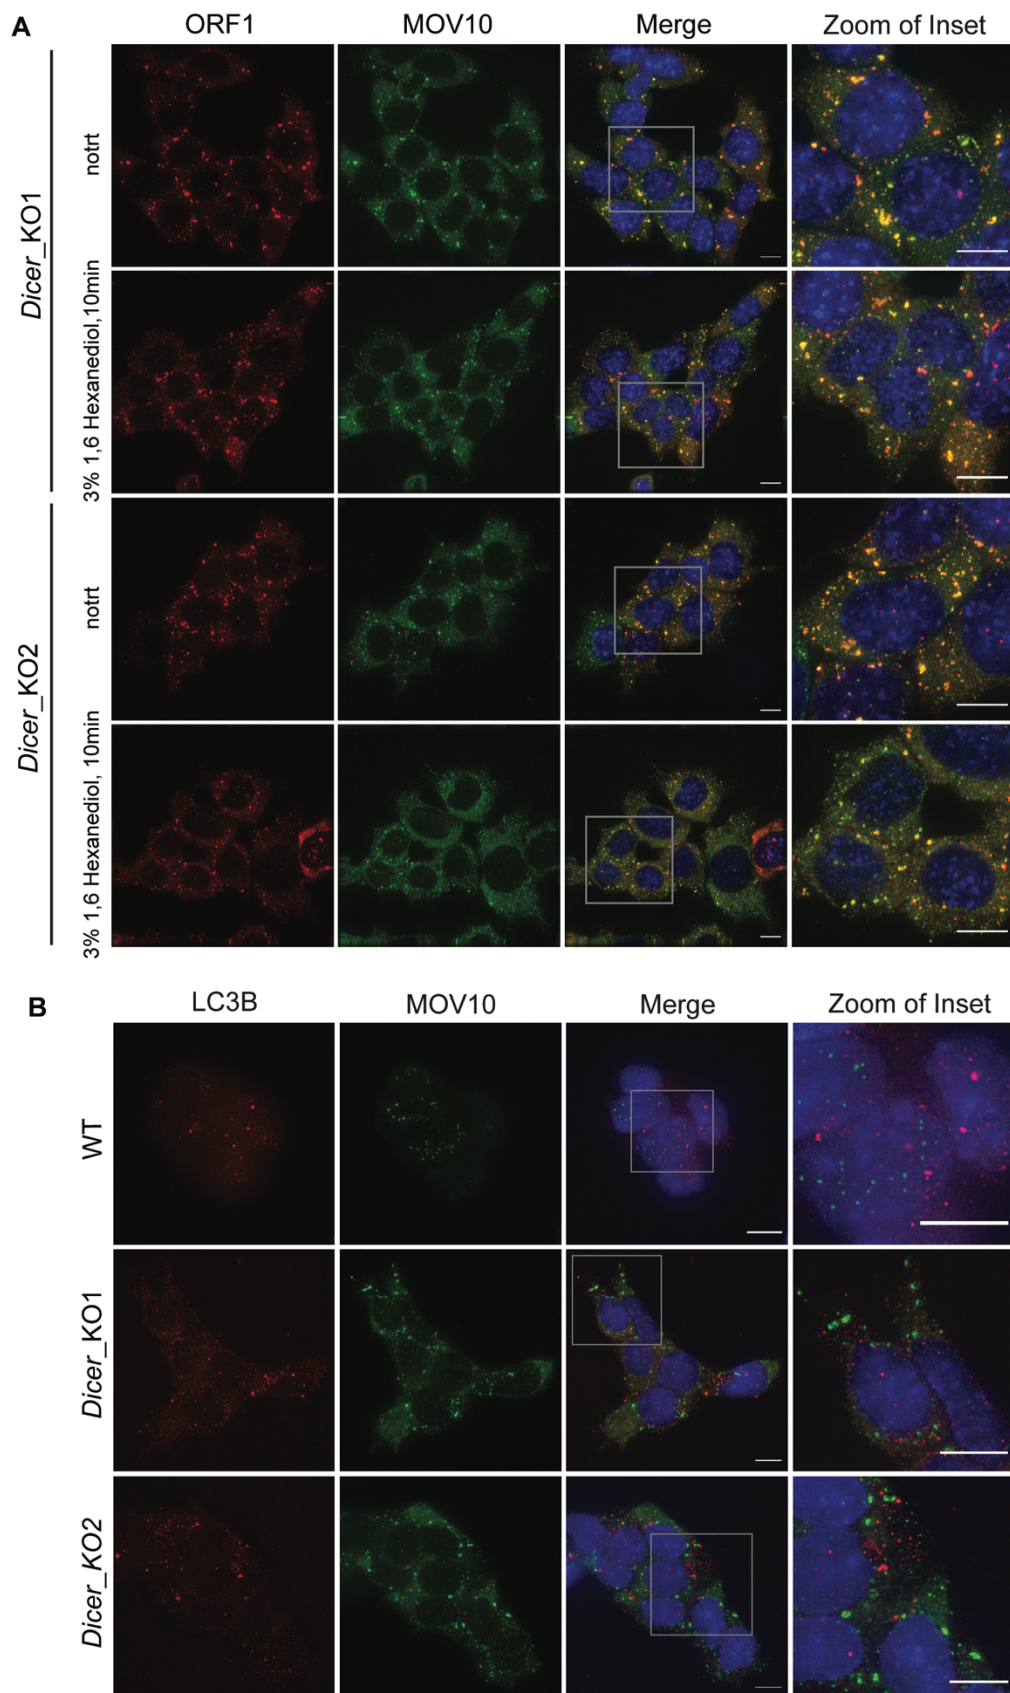 A
ORF1 MOV10 Merge Zoom of Inset
Dicer_KO1
notrt
3% 1,6 Hexanediol,10min
Dicer_KO2
notrt
3% 1,6 Hexanediol, 10min
B
LC3B MOV10 Merge Zoom of Inset
WT
Dicer_KO1
Dicer_KO2